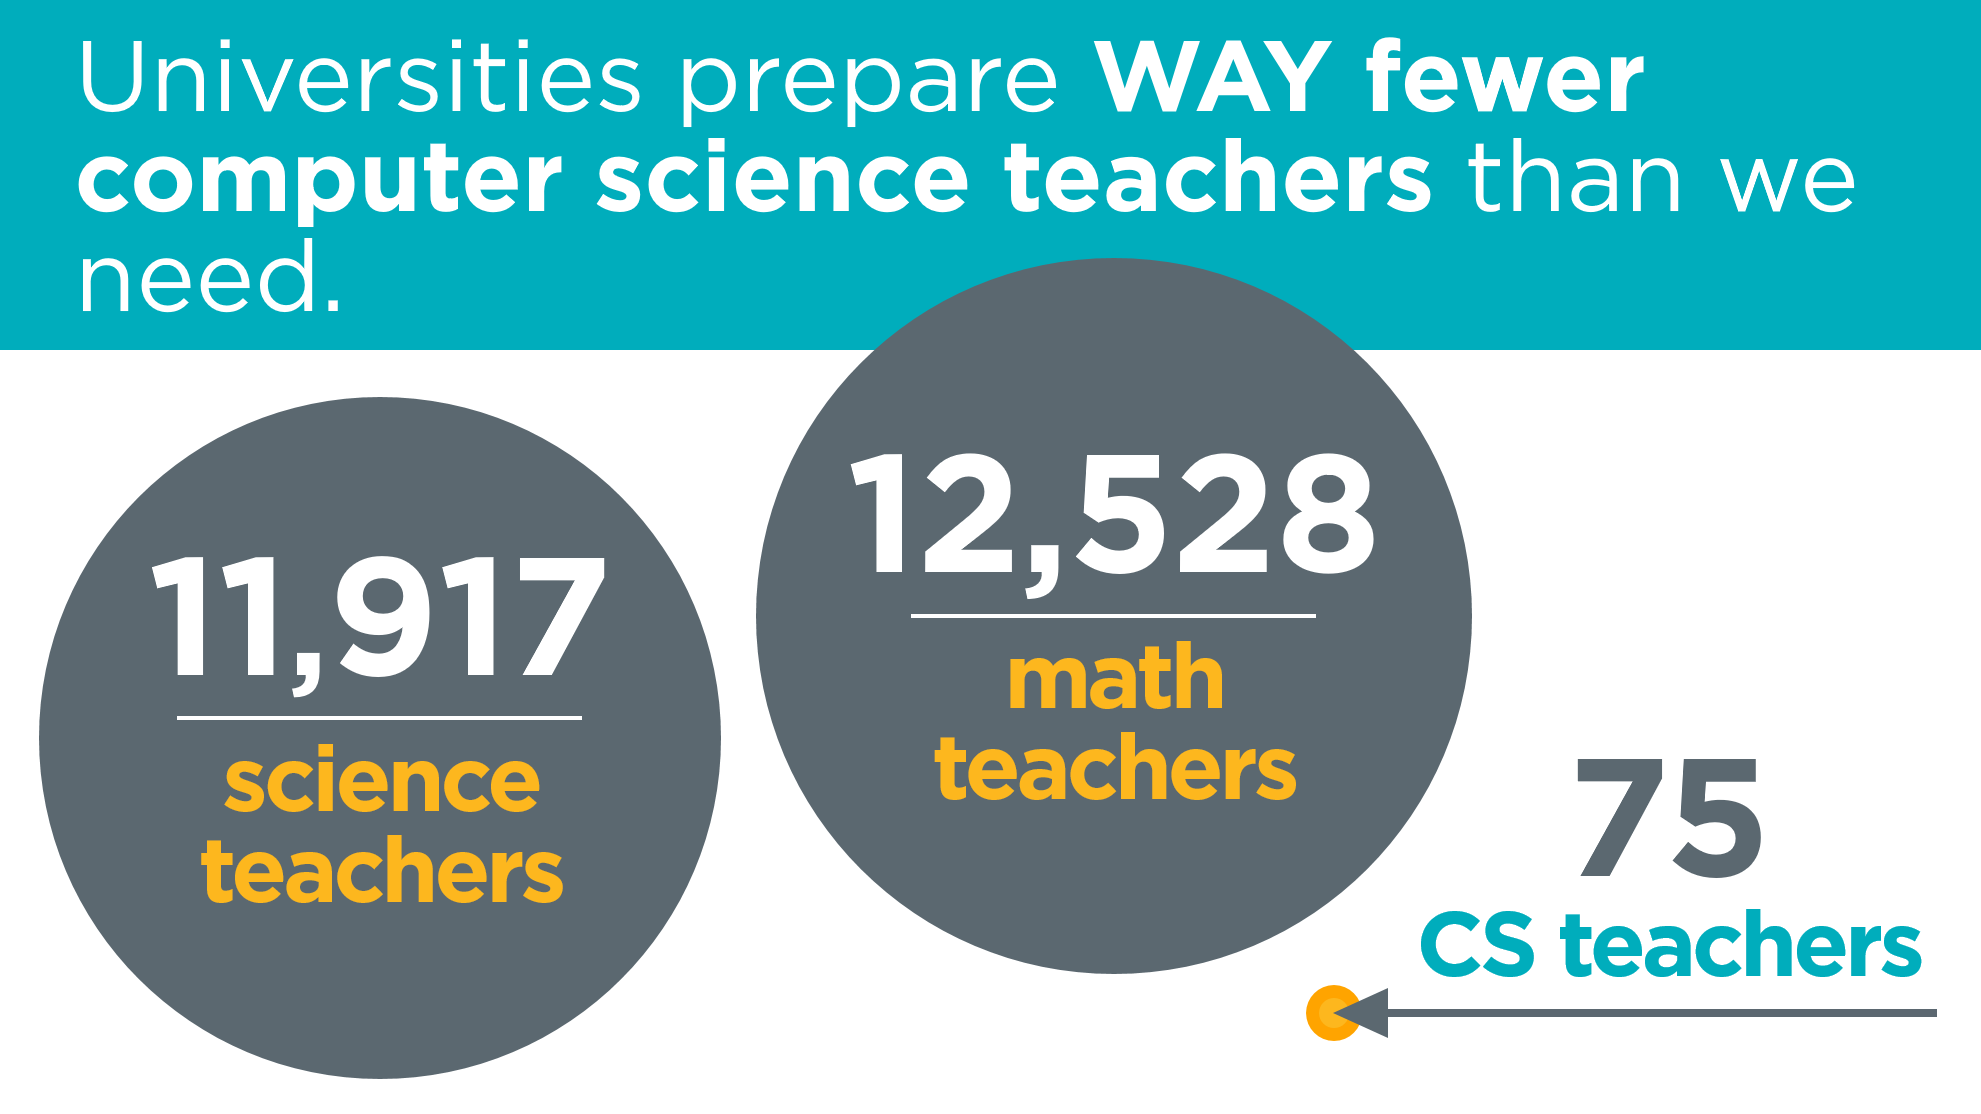 Universities prepare WAY fewer
computer science teachers than we
need.
11,917
science
teachers
12,528
math
teachers
75
CS teachers